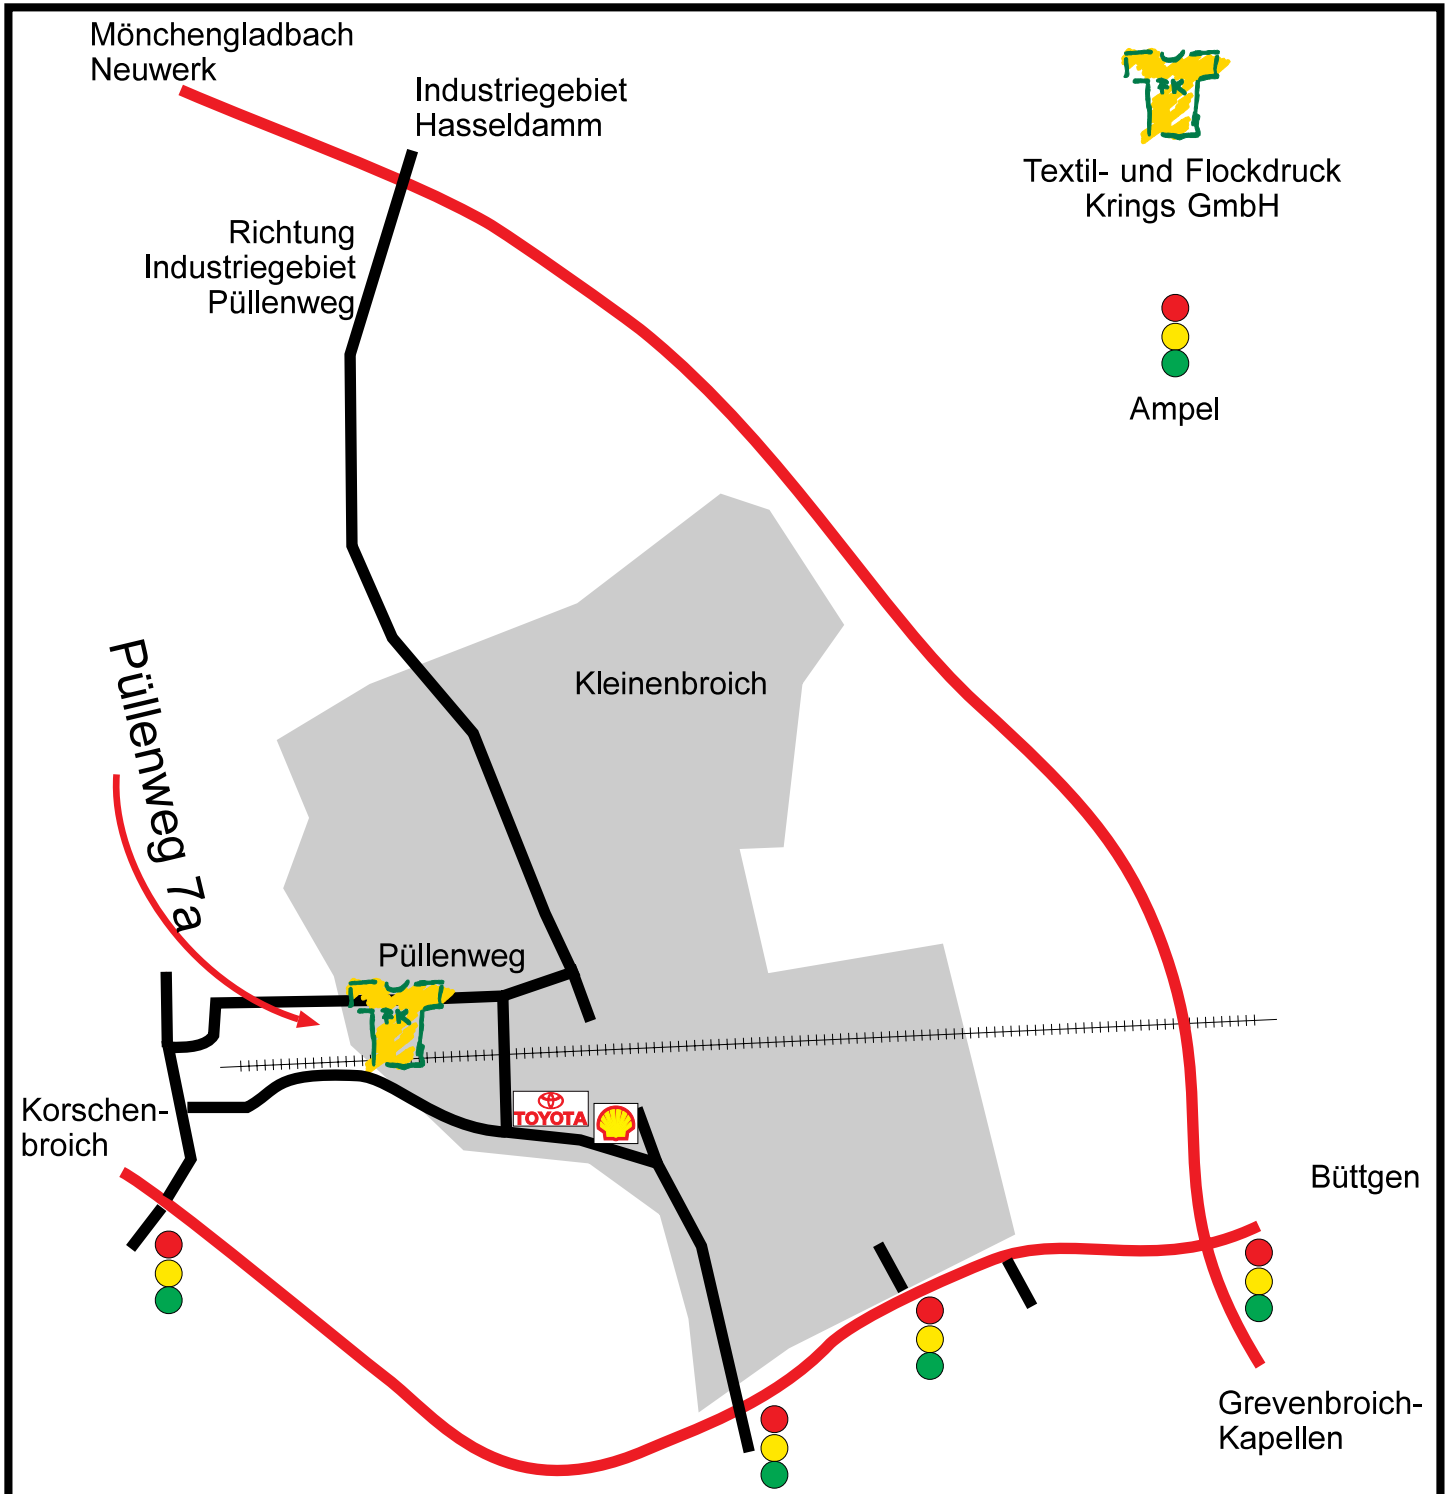 Mönchengladbach
Neuwerk
Industriegebiet
Hasseldamm
Textil- und Flockdruck
Krings GmbH
Richtung
Industriegebiet
Püllenweg
Ampel
Kleinenbroich
Püllenweg 7a
Püllenweg
TOYOTA
Korschen-
broich
Büttgen
Grevenbroich-
Kapellen